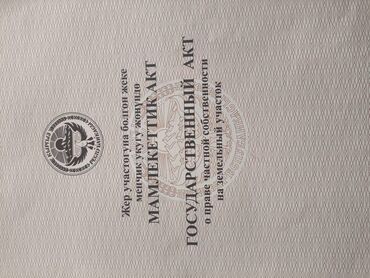 Жер участогуна болгон жеке
менчик укугу жөнүндө
МАМЛЕКЕТТИК АКТ
ГОСУДАРСТВЕННЫЙ АКТ
о праве частной собственности
на земельный участок